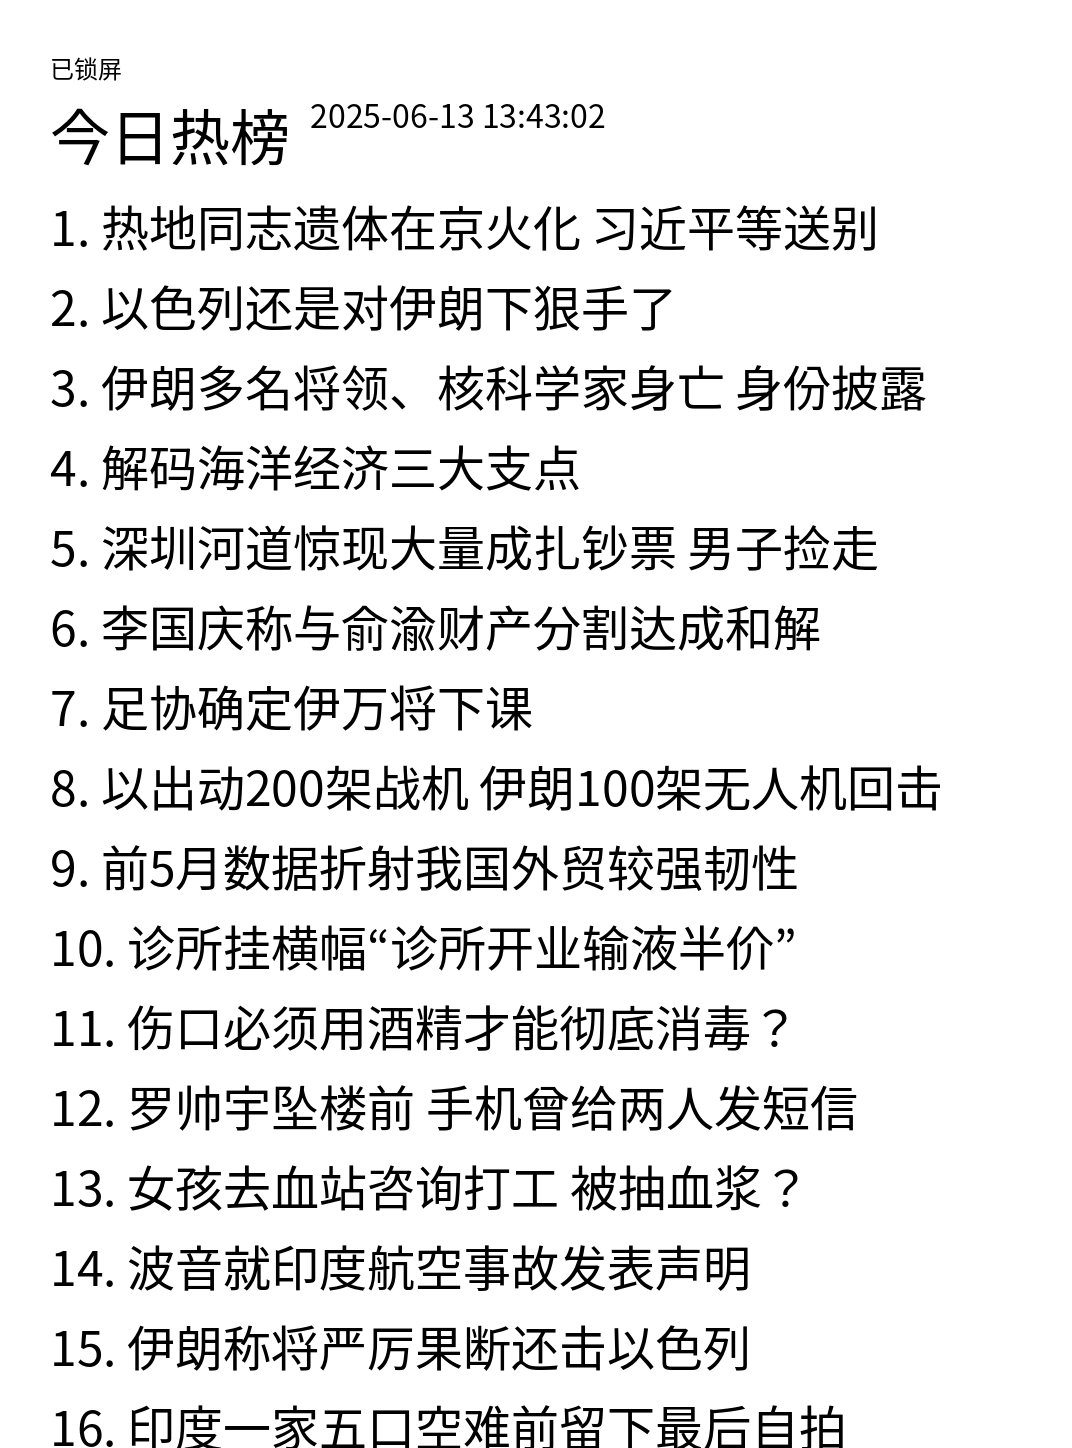 已锁屏
今日热榜 2025-06-13 13:43:02
1. 热地同志遗体在京火化 习近平等送别
2. 以色列还是对伊朗下狠手了
3. 伊朗多名将领、核科学家身亡 身份披露
4. 解码海洋经济三大支点
5. 深圳河道惊现大量成扎钞票 男子捡走
6. 李国庆称与俞渝财产分割达成和解
7. 足协确定伊万将下课
8. 以出动200架战机 伊朗100架无人机回击
9. 前5月数据折射我国外贸较强韧性
10. 诊所挂横幅“诊所开业输液半价”
11. 伤口必须用酒精才能彻底消毒？
12. 罗帅宇坠楼前 手机曾给两人发短信
13. 女孩去血站咨询打工 被抽血浆？
14. 波音就印度航空事故发表声明
15. 伊朗称将严厉果断还击以色列
16. 印度一家五口空难前留下最后自拍